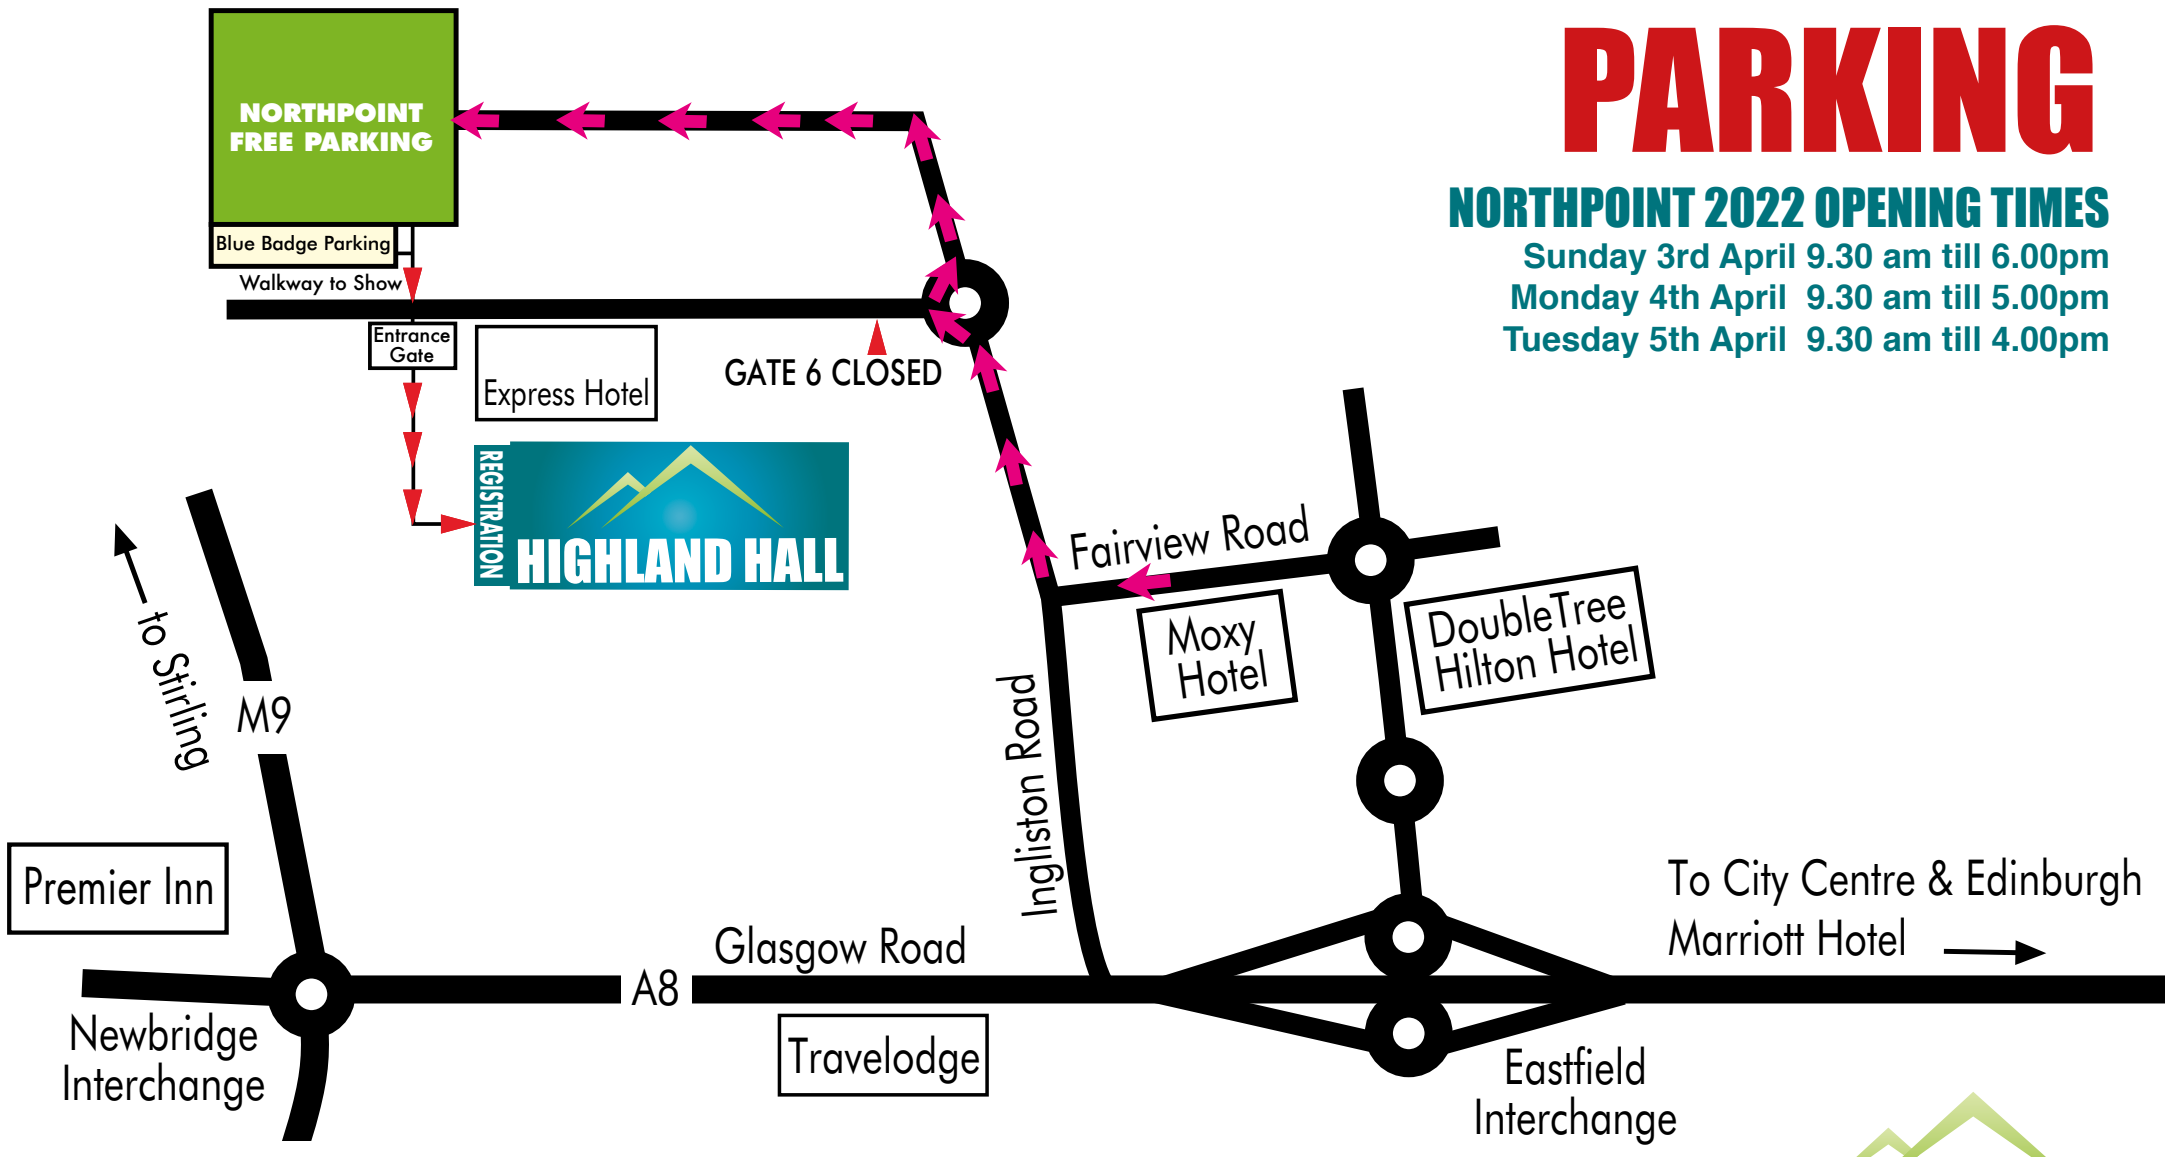 PARKING
NORTHPOINT 2022 OPENING TIMES
Sunday 3rd April 9.30 am till 6.00pm
Monday 4th April 9.30 am till 5.00pm
Tuesday 5th April 9.30 am till 4.00pm
NORTHPOINT
FREE PARKING
Blue Badge Parking
Walkway to Show
Entrance
Gate
Express Hotel
GATE 6 CLOSED
REGISTRATION
HIGHLAND HALL
Fairview Road
Moxy
Hotel
DoubleTree
Hilton Hotel
to Stirling
M9
Ingliston Road
Premier Inn
Glasgow Road
A8
To City Centre & Edinburgh
Marriott Hotel
Newbridge
Interchange
Travelodge
Eastfield
Interchange